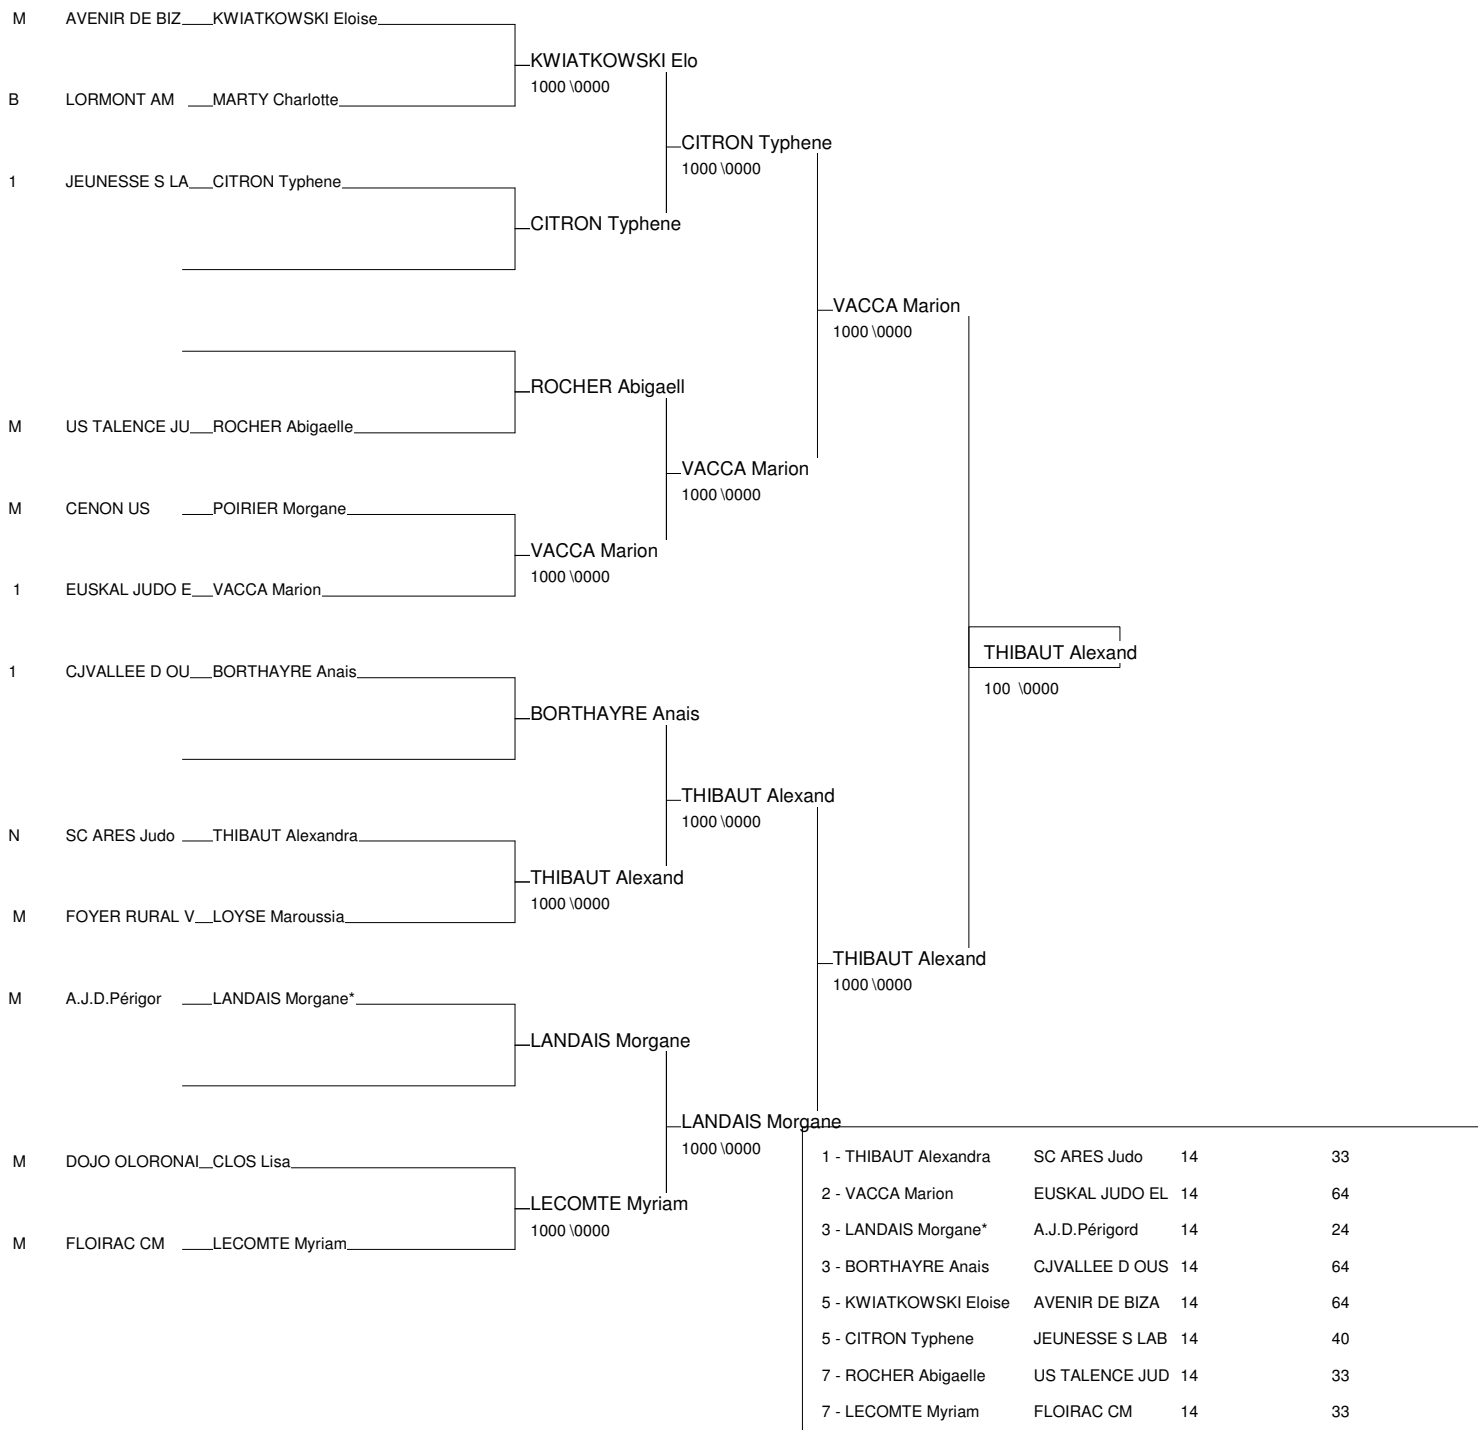 M AVENIR DE BIZ KWIATKOWSKI Eloise
KWIATKOWSKI Elo
1000 \0000
B LORMONT AM MARTY Charlotte
CITRON Typhene
1000 \0000
1 JEUNESSE S LA CITRON Typhene
CITRON Typhene
VACCA Marion
1000 \0000
ROCHER Abigaell
M US TALENCE JU ROCHER Abigaelle
VACCA Marion
1000 \0000
M CENON US POIRIER Morgane
VACCA Marion
1000 \0000
1 EUSKAL JUDO E VACCA Marion
THIBAUT Alexand
100 \0000
1 CJVALLEE D OU BORTHAYRE Anais
BORTHAYRE Anais
THIBAUT Alexand
1000 \0000
N SC ARES Judo THIBAUT Alexandra
THIBAUT Alexand
1000 \0000
M FOYER RURAL V LOYSE Maroussia
THIBAUT Alexand
1000 \0000
M A.J.D.Périgor LANDAIS Morgane*
LANDAIS Morgane
LANDAIS Morgane
1000 \0000
M DOJO OLORONAI CLOS Lisa
LECOMTE Myriam
1000 \0000
M FLOIRAC CM LECOMTE Myriam
1 - THIBAUT Alexandra SC ARES Judo 14 33
2 - VACCA Marion EUSKAL JUDO EL 14 64
3 - LANDAIS Morgane* A.J.D.Périgord 14 24
3 - BORTHAYRE Anais CJVALLEE D OUS 14 64
5 - KWIATKOWSKI Eloise AVENIR DE BIZA 14 64
5 - CITRON Typhene JEUNESSE S LAB 14 40
7 - ROCHER Abigaelle US TALENCE JUD 14 33
7 - LECOMTE Myriam FLOIRAC CM 14 33